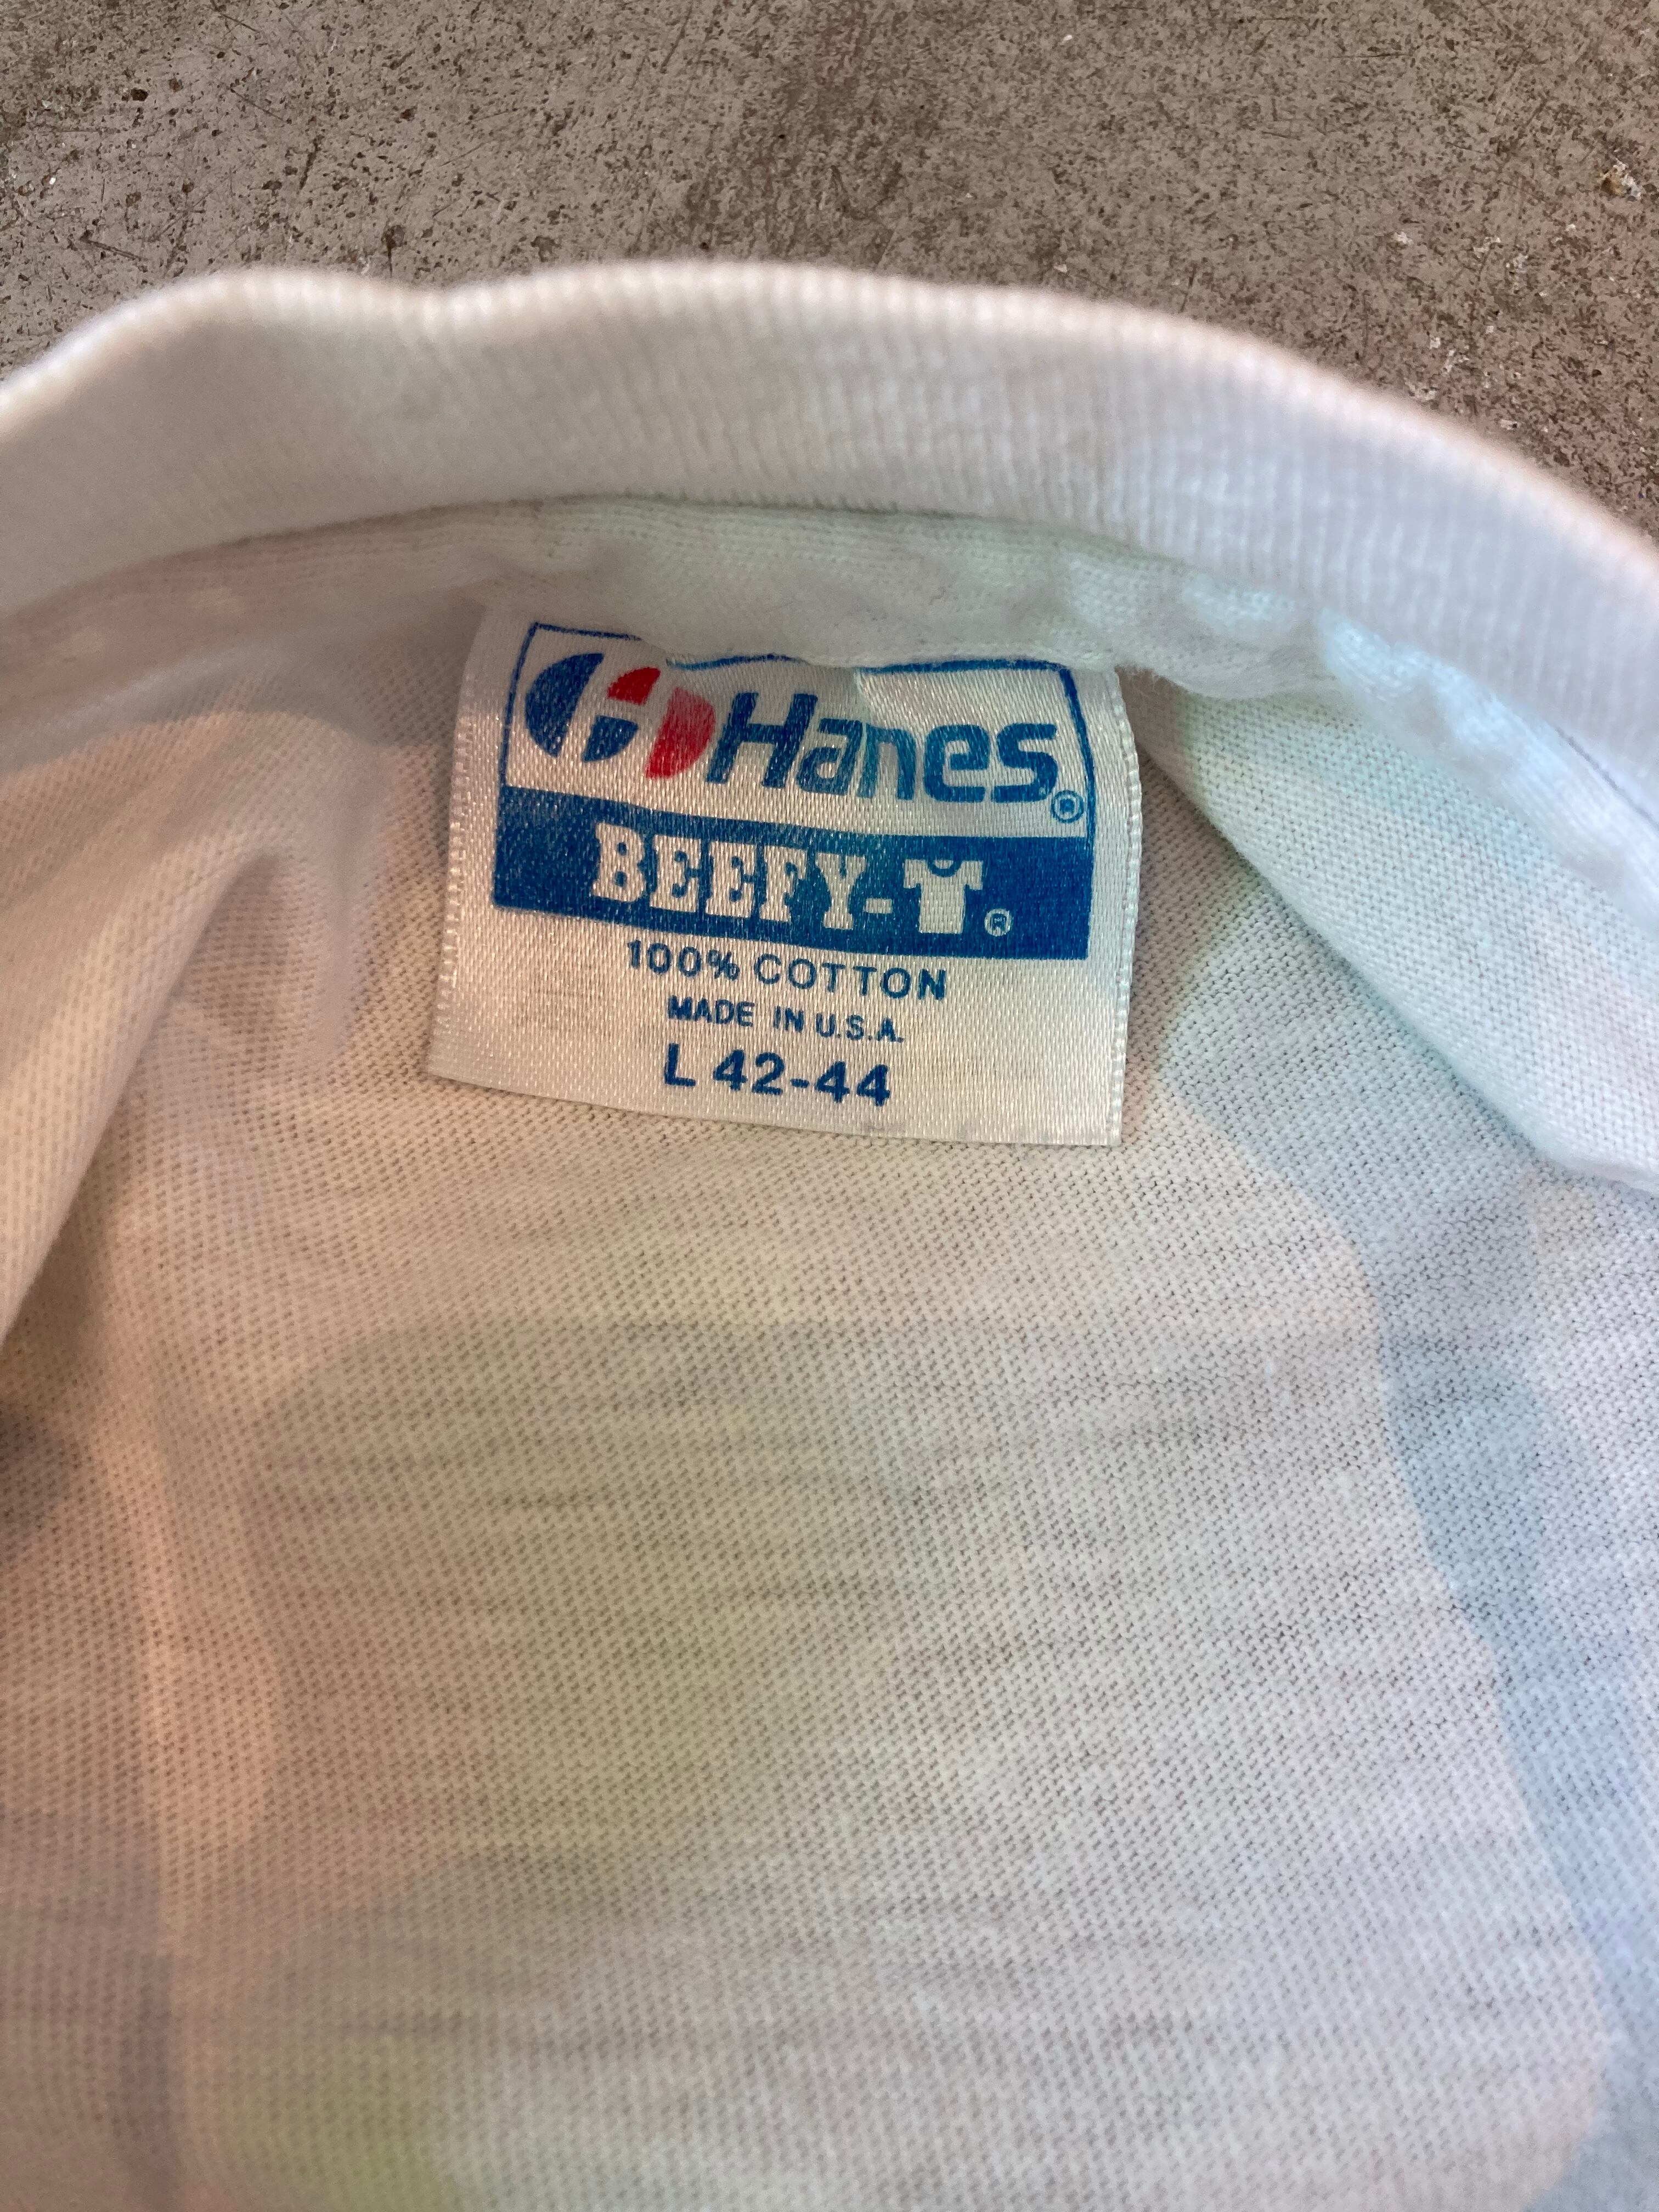 Hanes®
BEEFY-T®
100% COTTON
MADE IN U.S.A.
L 42-44